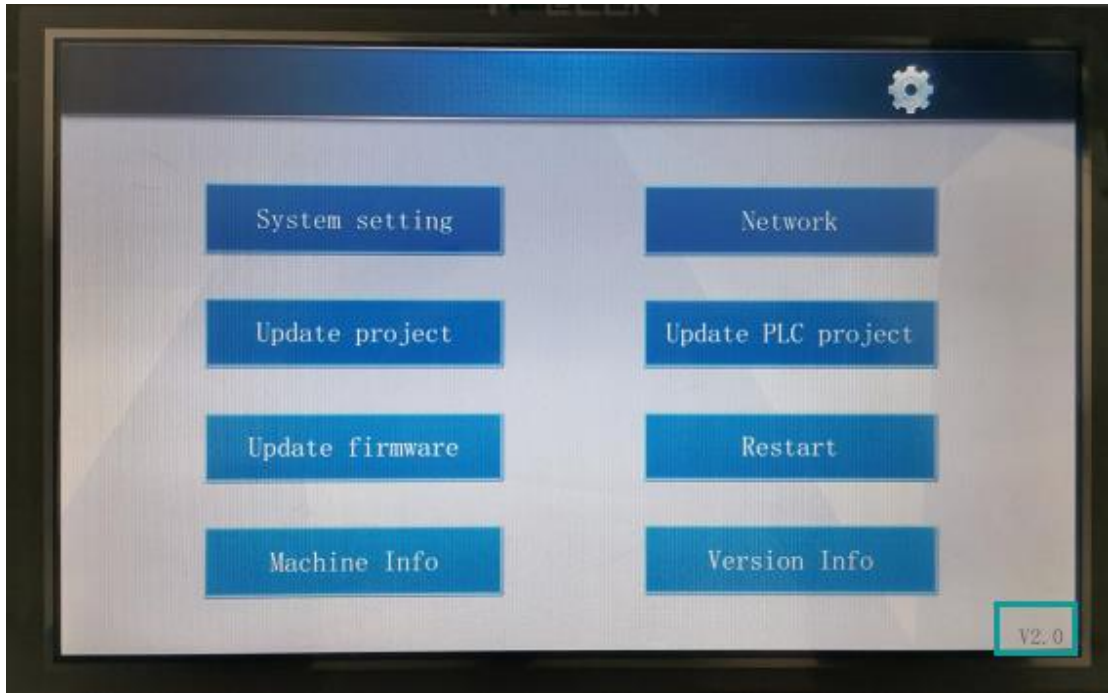 System setting
Network
Update project
Update PLC project
Update firmware
Restart
Machine Info
Version Info
V2.0